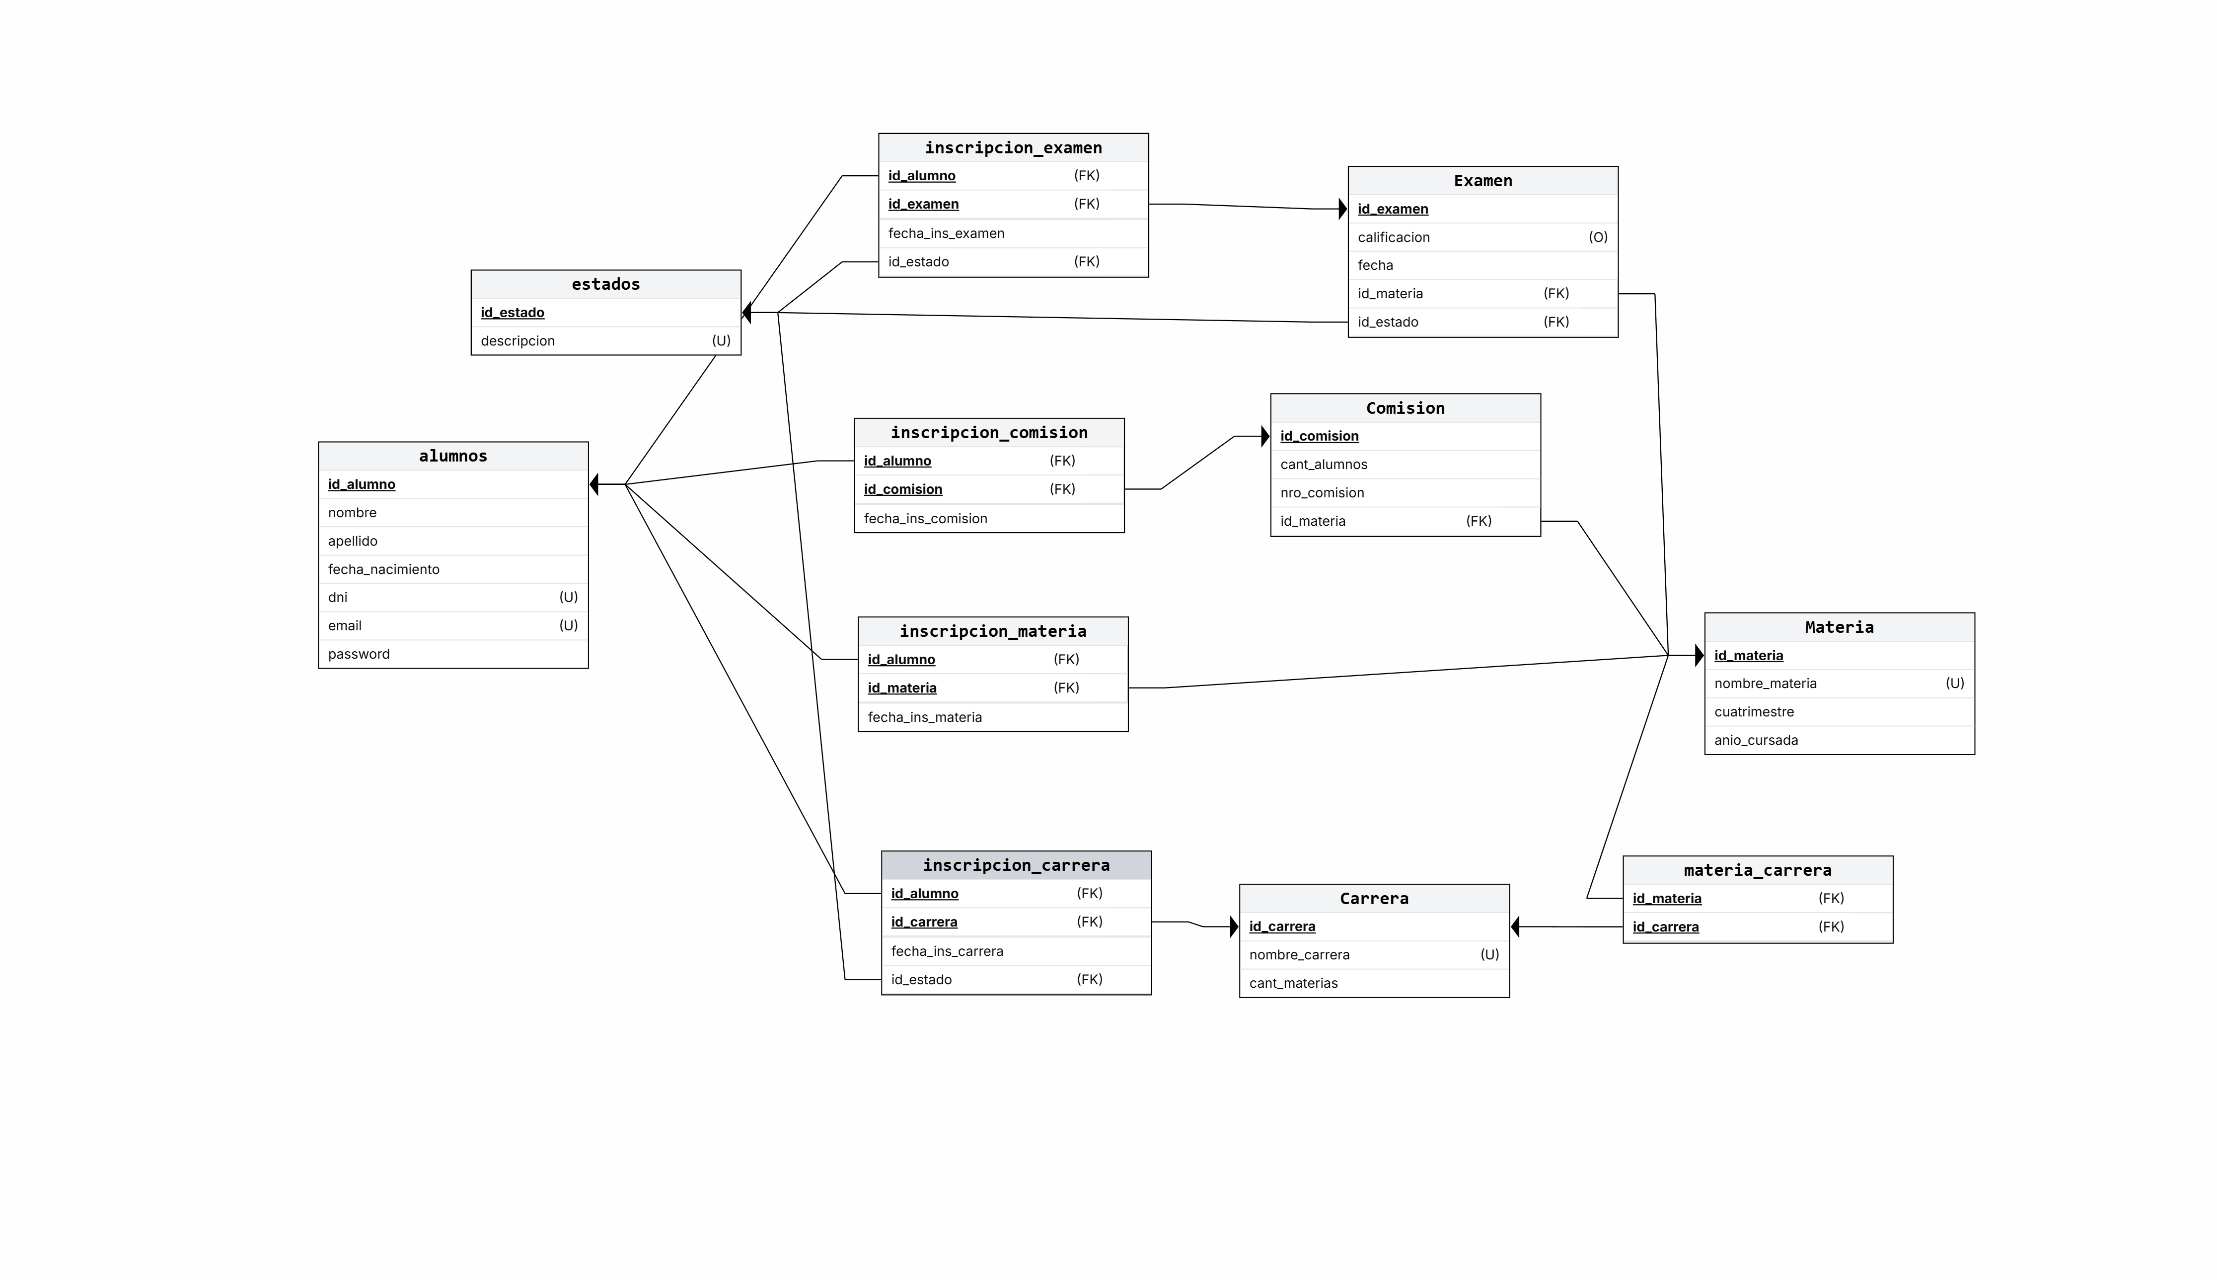 inscripcion_examen
id_alumno (FK)
id_examen (FK)
fecha_ins_examen
id_estado (FK)
Examen
id_examen
calificacion (O)
fecha
id_materia (FK)
id_estado (FK)
estados
id_estado
descripcion (U)
Comision
id_comision
cant_alumnos
nro_comision
id_materia (FK)
inscripcion_comision
id_alumno (FK)
id_comision (FK)
fecha_ins_comision
alumnos
id_alumno
nombre
apellido
fecha_nacimiento
dni (U)
email (U)
password
inscripcion_materia
id_alumno (FK)
id_materia (FK)
fecha_ins_materia
Materia
id_materia
nombre_materia (U)
cuatrimestre
anio_cursada
inscripcion_carrera
id_alumno (FK)
id_carrera (FK)
fecha_ins_carrera
id_estado (FK)
Carrera
id_carrera
nombre_carrera (U)
cant_materias
materia_carrera
id_materia (FK)
id_carrera (FK)